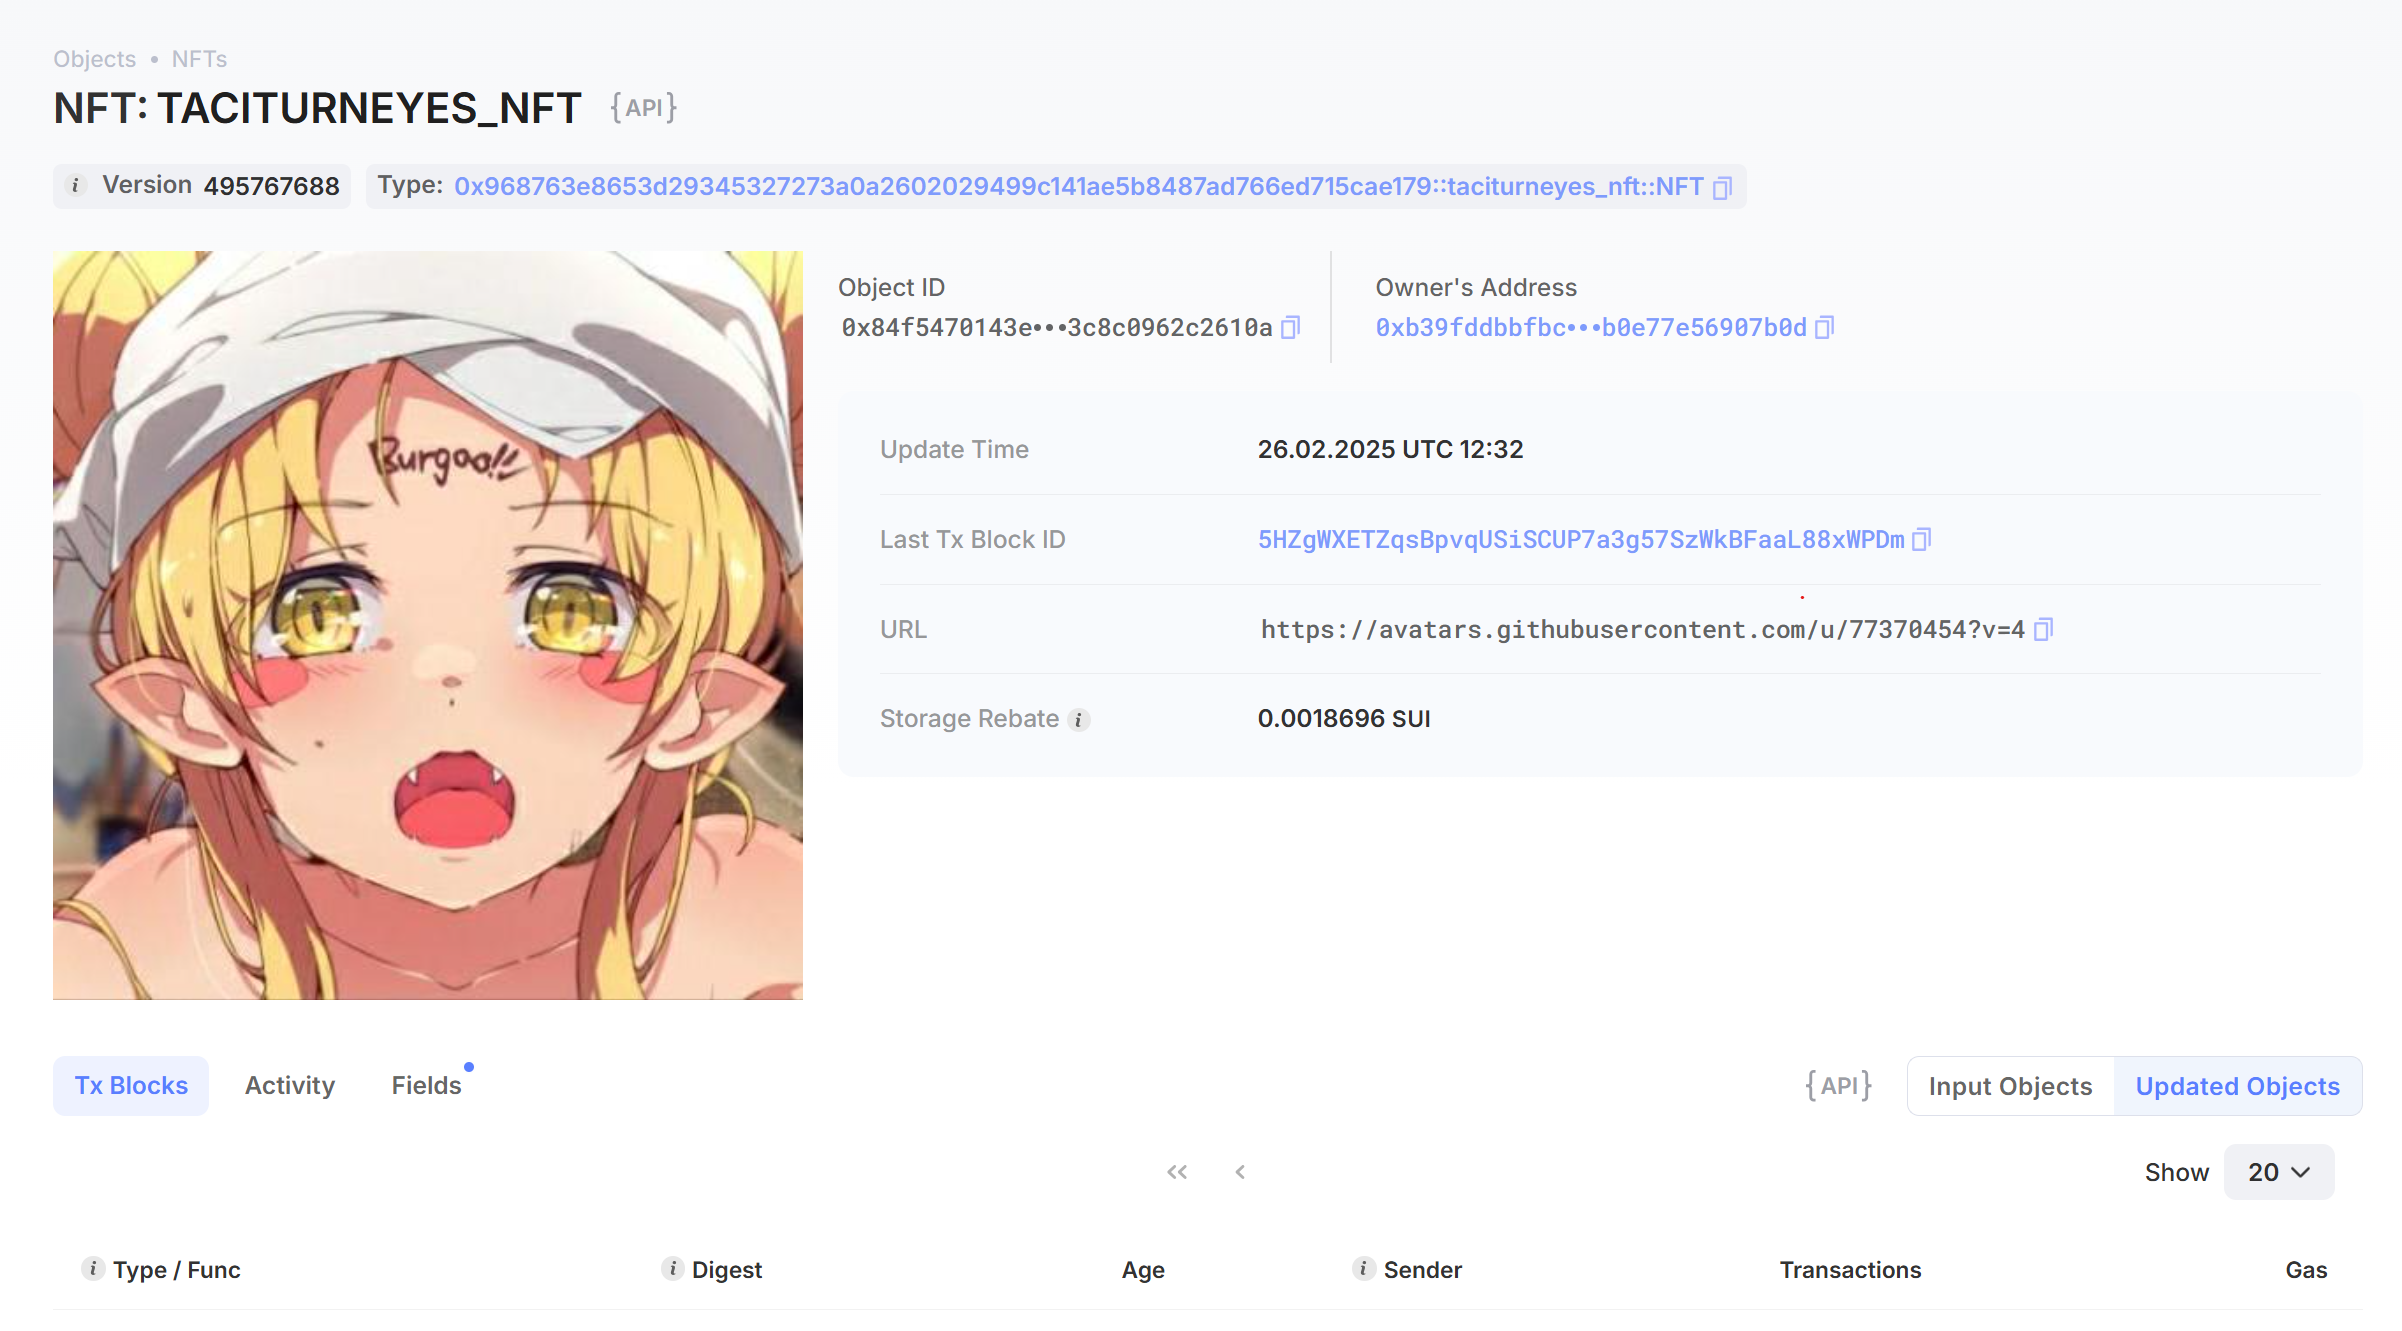 Objects • NFTs
NFT: TACITURNEYES_NFT {API}
i Version 495767688 Type: 0x968763e8653d29345327273a0a2602029499c141ae5b8487ad766ed715cae179::taciturneyes_nft::NFT
Burgoo!!
Object ID
0x84f5470143e•••3c8c0962c2610a
Owner's Address
0xb39fddbbfbc•••b0e77e56907b0d
Update Time 26.02.2025 UTC 12:32
Last Tx Block ID 5HZgWXETZqsBpvqUSiSCUP7a3g57SzWkBFaaL88xWPDm
URL https://avatars.githubusercontent.com/u/77370454?v=4
Storage Rebate i 0.0018696 SUI
Tx Blocks Activity Fields {API} Input Objects Updated Objects
Show 20
i Type / Func i Digest Age i Sender Transactions Gas